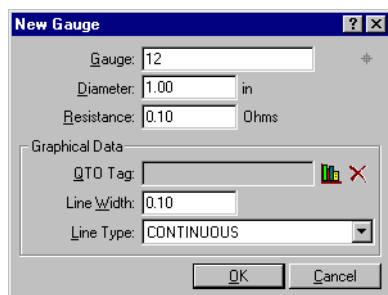 New Gauge
Gauge: 12
Diameter: 1.00 in
Resistance: 0.10 Ohms
Graphical Data
QTO Tag:
Line Width: 0.10
Line Type: CONTINUOUS
OK Cancel